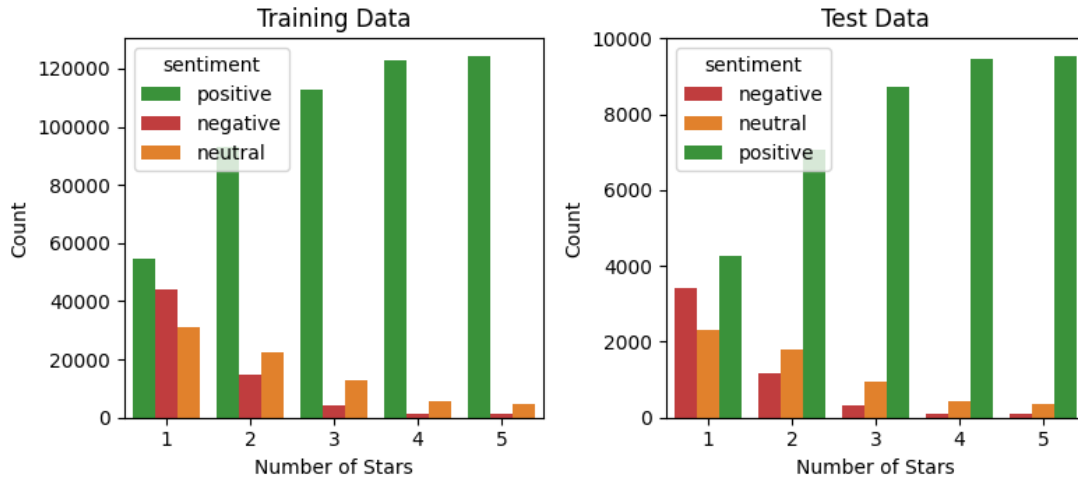 Training Data
sentiment
positive
negative
neutral
120000
100000
80000
60000
40000
20000
0
Count
1 2 3 4 5
Number of Stars
Test Data
sentiment
negative
neutral
positive
10000
8000
6000
4000
2000
0
Count
1 2 3 4 5
Number of Stars